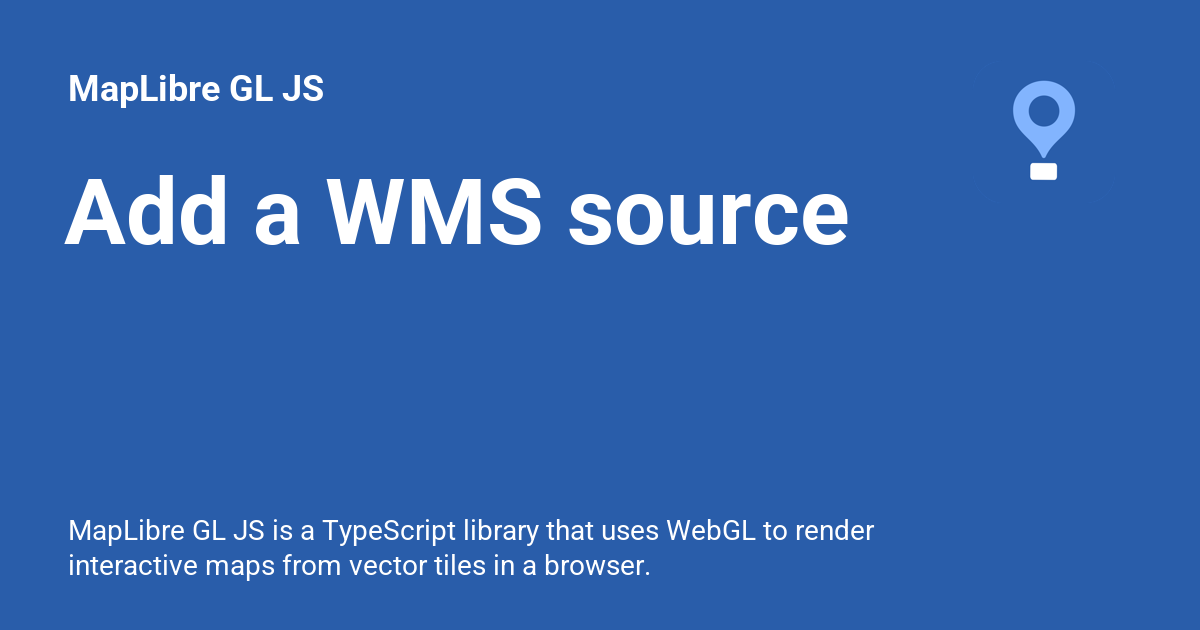 MapLibre GL JS
Add a WMS source
MapLibre GL JS is a TypeScript library that uses WebGL to render
interactive maps from vector tiles in a browser.